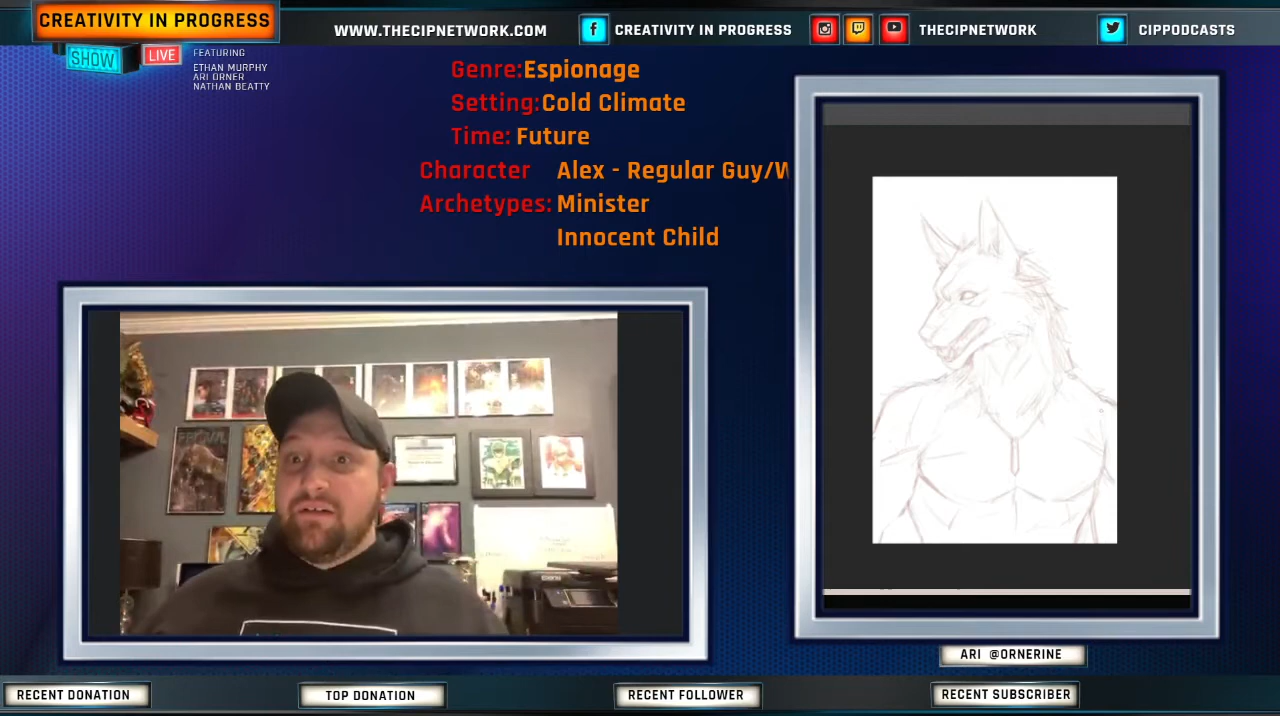 CREATIVITY IN PROGRESS
SHOW LIVE
FEATURING
ETHAN MURPHY
ARI ORNER
NATHAN BEATTY
WWW.THECIPNETWORK.COM
CREATIVITY IN PROGRESS
THECIPNETWORK
CIPPODCASTS
Genre:Espionage
Setting:Cold Climate
Time: Future
Character Alex - Regular Guy/W
Archetypes: Minister
Innocent Child
ARI @ORNERINE
RECENT DONATION
TOP DONATION
RECENT FOLLOWER
RECENT SUBSCRIBER